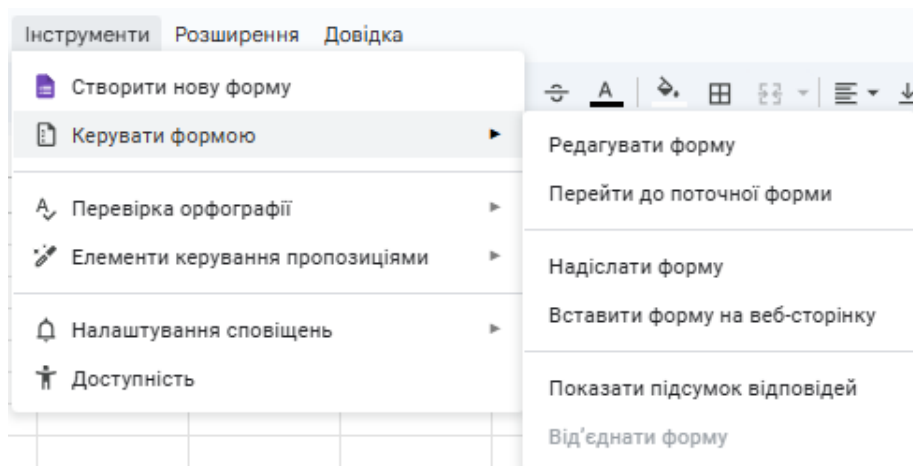 Інструменти Розширення Довідка
Створити нову форму
Керувати формою
Перевірка орфографії
Елементи керування пропозиціями
Налаштування сповіщень
Доступність
A
Редагувати форму
Перейти до поточної форми
Надіслати форму
Вставити форму на веб-сторінку
Показати підсумок відповідей
Від’єднати форму